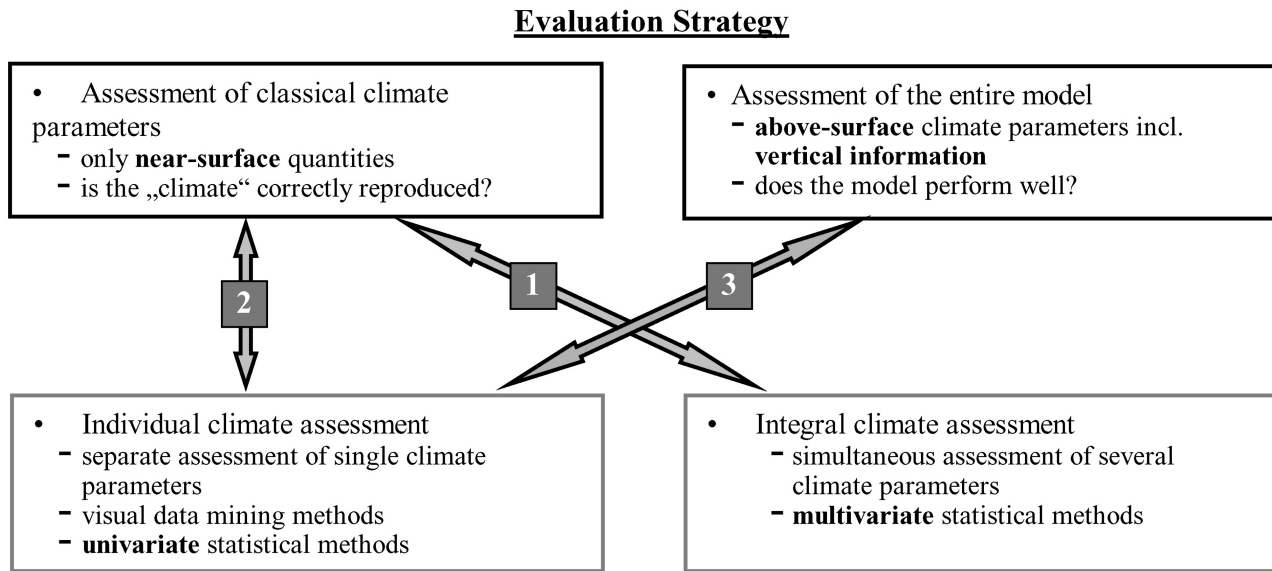 Evaluation Strategy
• Assessment of classical climate
parameters
- only near-surface quantities
- is the „climate“ correctly reproduced?
• Assessment of the entire model
- above-surface climate parameters incl.
vertical information
- does the model perform well?
2
1
3
• Individual climate assessment
- separate assessment of single climate
parameters
- visual data mining methods
- univariate statistical methods
• Integral climate assessment
- simultaneous assessment of several
climate parameters
- multivariate statistical methods